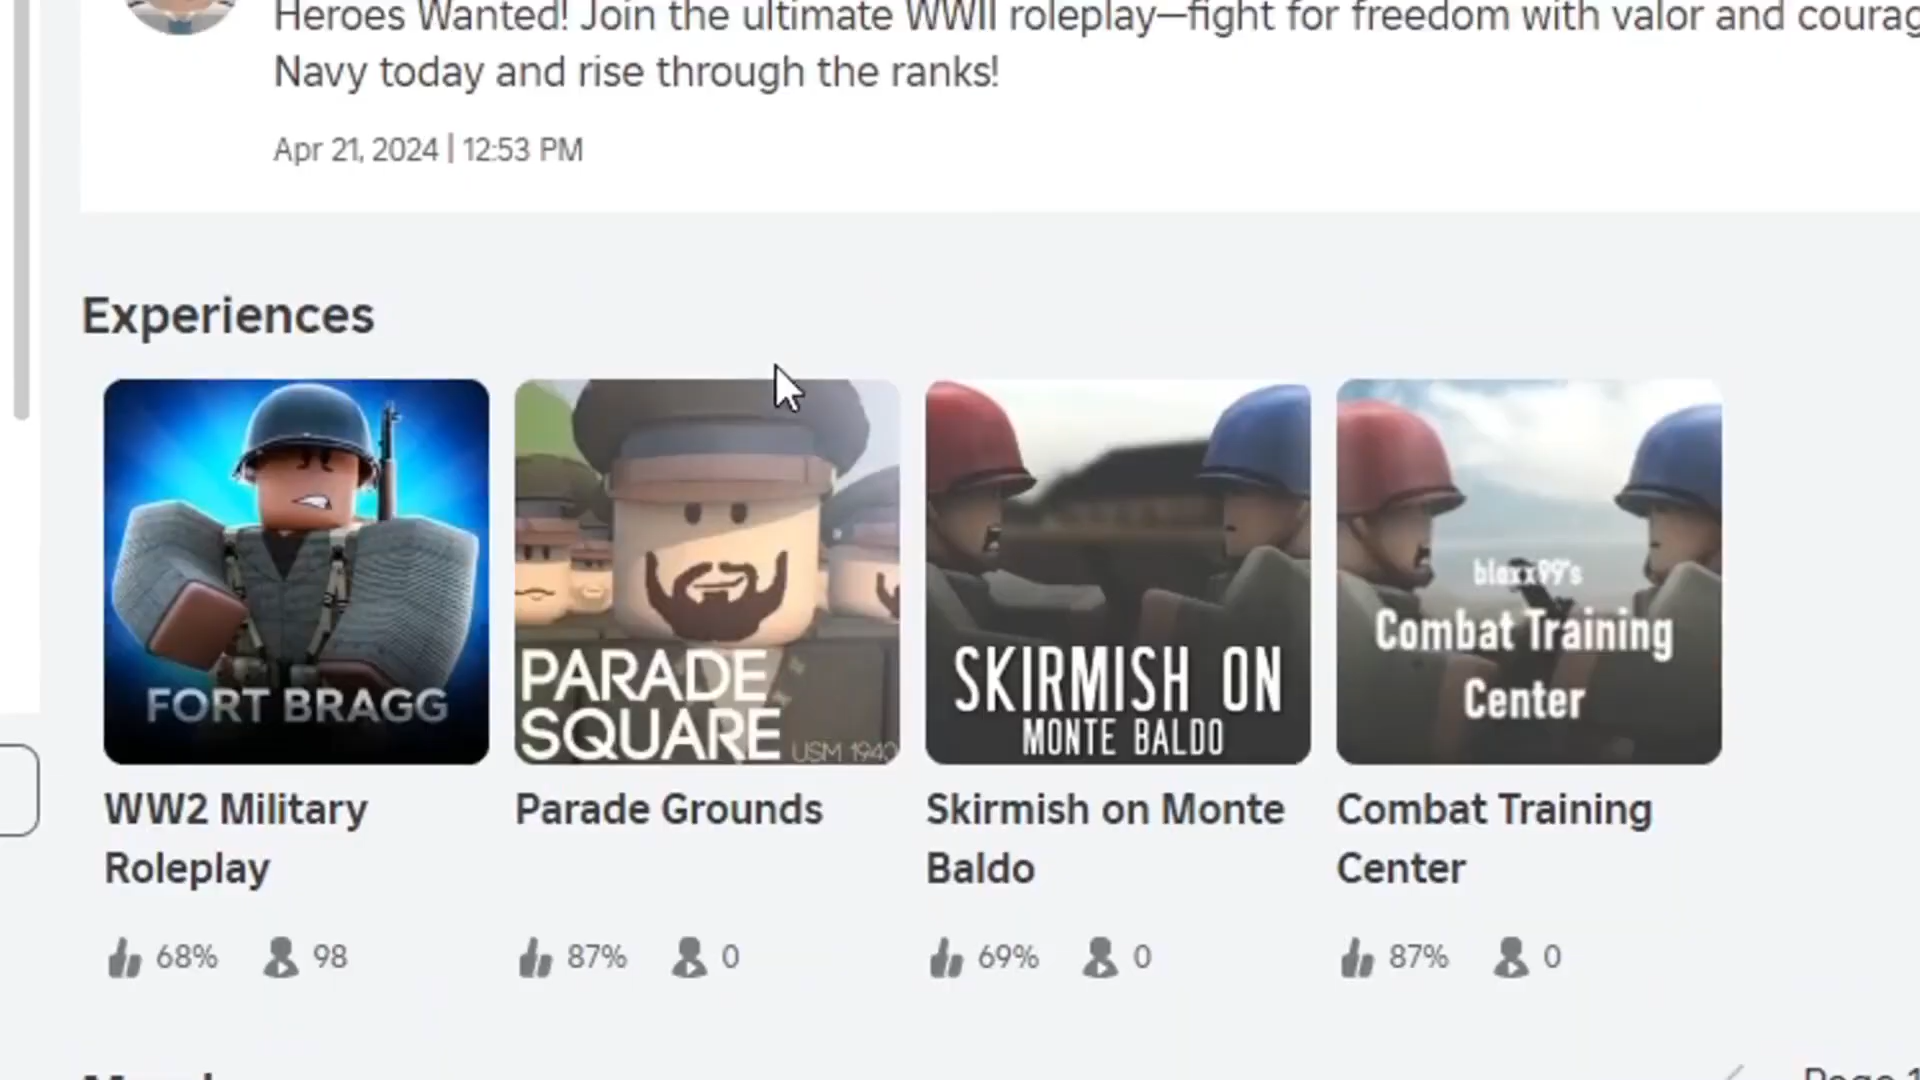 Heroes Wanted! Join the ultimate WWII roleplay—fight for freedom with valor and
Navy today and rise through the ranks!
Apr 21, 2024 | 12:53 PM
Experiences
FORT BRAGG
PARADE
SQUARE
USM 1940
SKIRMISH ON
MONTE BALDO
bloxx99's
Combat Training
Center
WW2 Military
Roleplay
Parade Grounds
Skirmish on Monte
Baldo
Combat Training
Center
68% 98
87% 0
69% 0
87% 0
Page 1